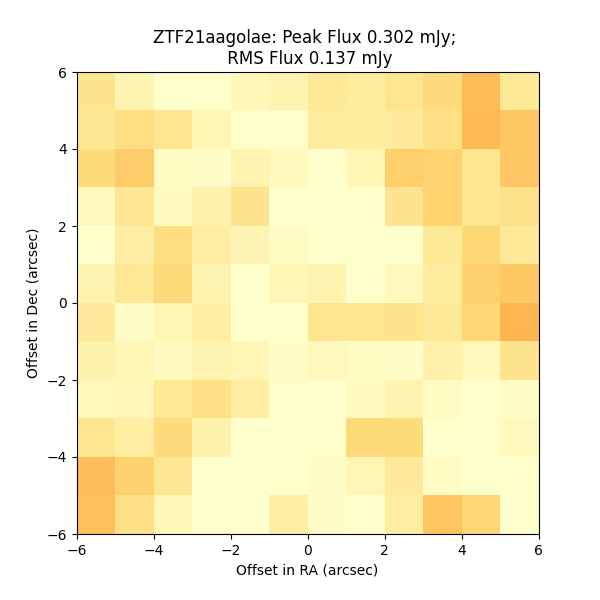 ZTF21aagolae: Peak Flux 0.302 mJy;
RMS Flux 0.137 mJy
6
4
2
0
−2
−4
−6
Offset in Dec (arcsec)
−6 −4 −2 0 2 4 6
Offset in RA (arcsec)